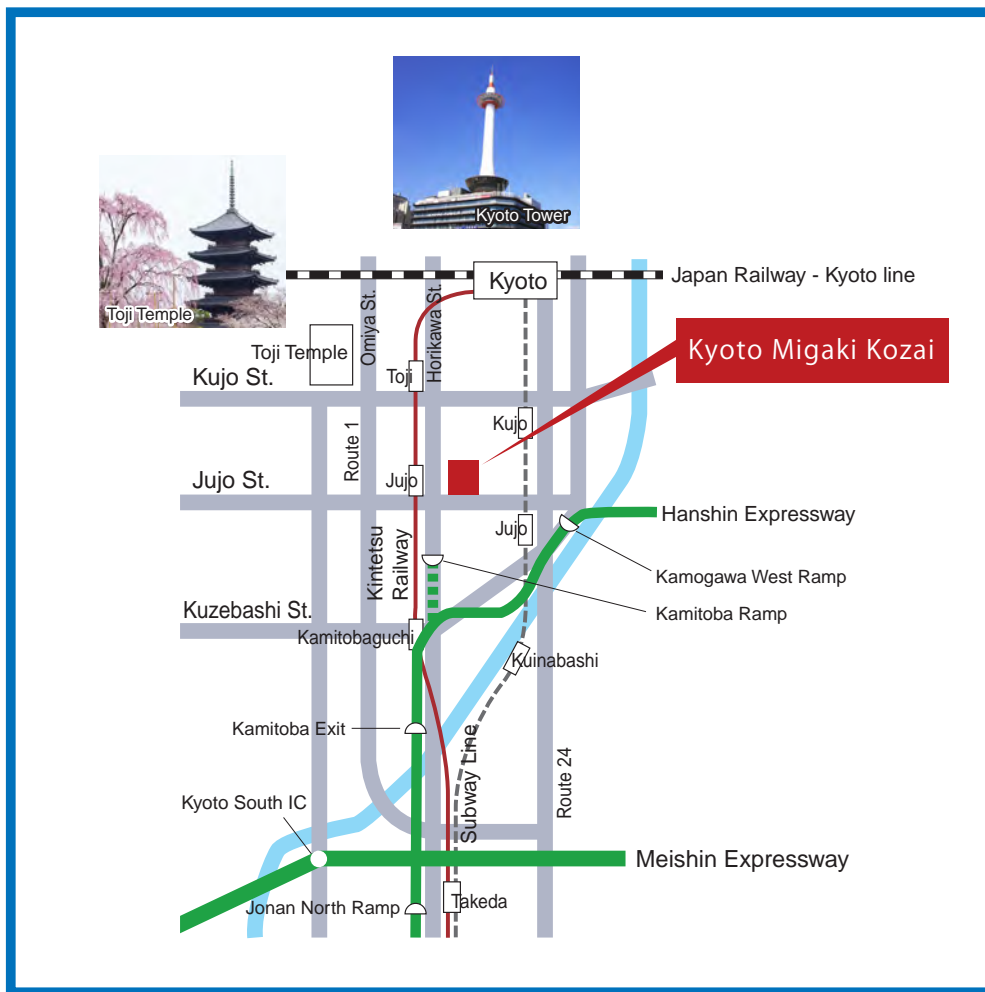 Kyoto Tower
Toji Temple
Kyoto
Japan Railway - Kyoto line
Omiya St.
Horikawa St.
Toji Temple
Toji
Kyoto Migaki Kozai
Kujo St.
Kujo
Route 1
Jujo St.
Jujo
Jujo
Hanshin Expressway
Kintetsu
Railway
Kamogawa West Ramp
Kamitoba Ramp
Kuzebashi St.
Kamitobaguchi
Kuinabashi
Kamitoba Exit
Subway Line
Route 24
Kyoto South IC
Meishin Expressway
Jonan North Ramp
Takeda